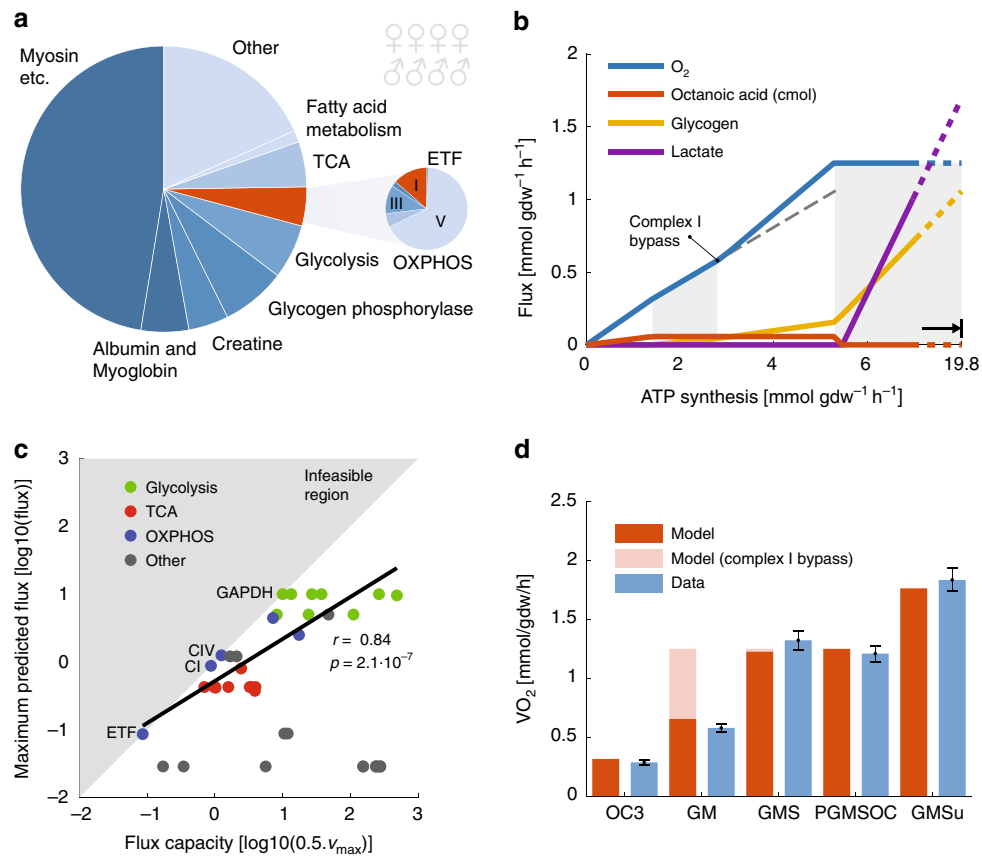 a
Myosin
etc.
Other
Fatty acid
metabolism
TCA
ETF
I
III
V
OXPHOS
Glycolysis
Glycogen phosphorylase
Creatine
Albumin and
Myoglobin
b
Flux [mmol gdw⁻¹ h⁻¹]
2
1.5
1
0.5
0
O₂
Octanoic acid (cmol)
Glycogen
Lactate
Complex I
bypass
0 2 4 6 19.8
ATP synthesis [mmol gdw⁻¹ h⁻¹]
c
Maximum predicted flux [log10(flux)]
3
2
1
0
−1
−2
Infeasible
region
Glycolysis
TCA
OXPHOS
Other
GAPDH
CIV
CI
ETF
r = 0.84
p = 2.1·10⁻⁷
−2 −1 0 1 2 3
Flux capacity [log10(0.5.vmax)]
d
VO₂ [mmol/gdw/h]
2.5
2
1.5
1
0.5
0
Model
Model (complex I bypass)
Data
OC3 GM GMS PGMSOC GMSu